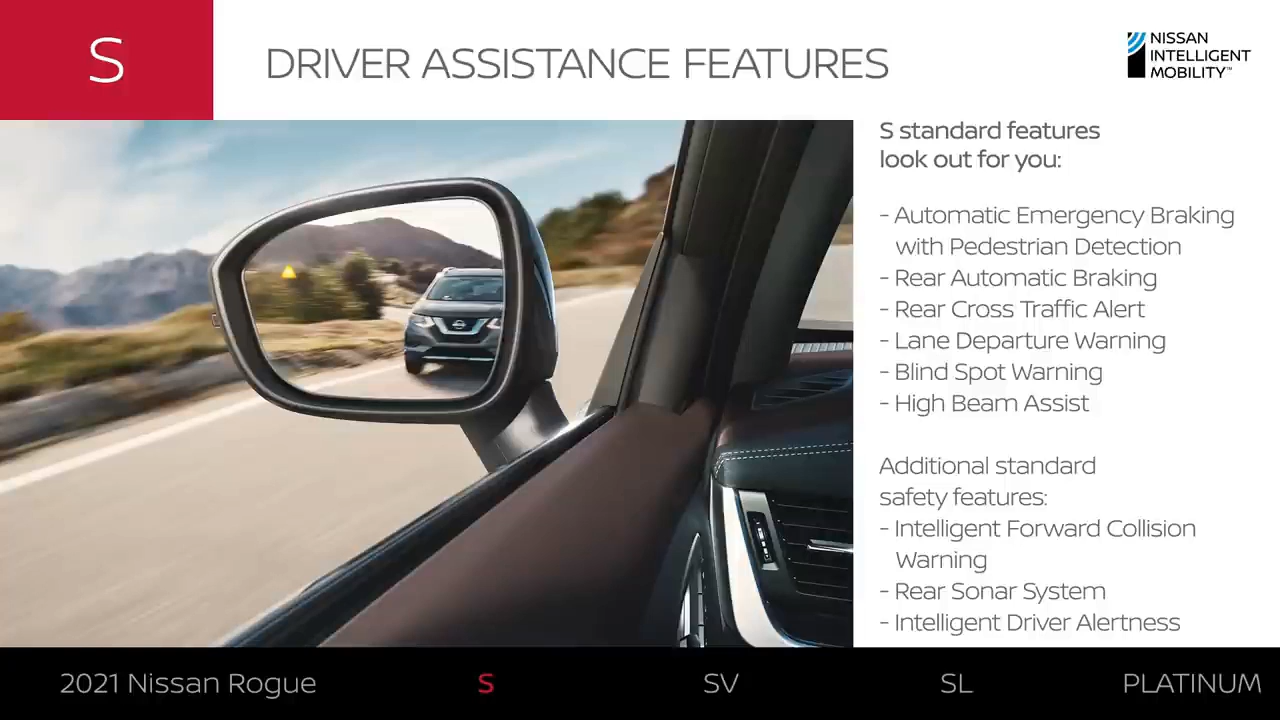 S
DRIVER ASSISTANCE FEATURES
NISSAN
INTELLIGENT
MOBILITY™
S standard features
look out for you:
- Automatic Emergency Braking
with Pedestrian Detection
- Rear Automatic Braking
- Rear Cross Traffic Alert
- Lane Departure Warning
- Blind Spot Warning
- High Beam Assist
Additional standard
safety features:
- Intelligent Forward Collision
Warning
- Rear Sonar System
- Intelligent Driver Alertness
2021 Nissan Rogue S SV SL PLATINUM